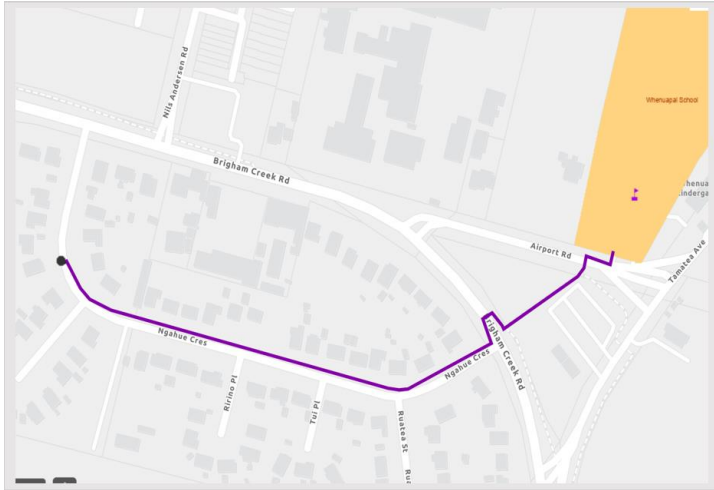 Whenuapai School
Nils Andersen Rd
Brigham Creek Rd
Airport Rd
Tamatea Ave
Ngahue Cres
Brigham Creek Rd
Ngahue Cres
Ririno Pl
Tui Pl
Ruatea St